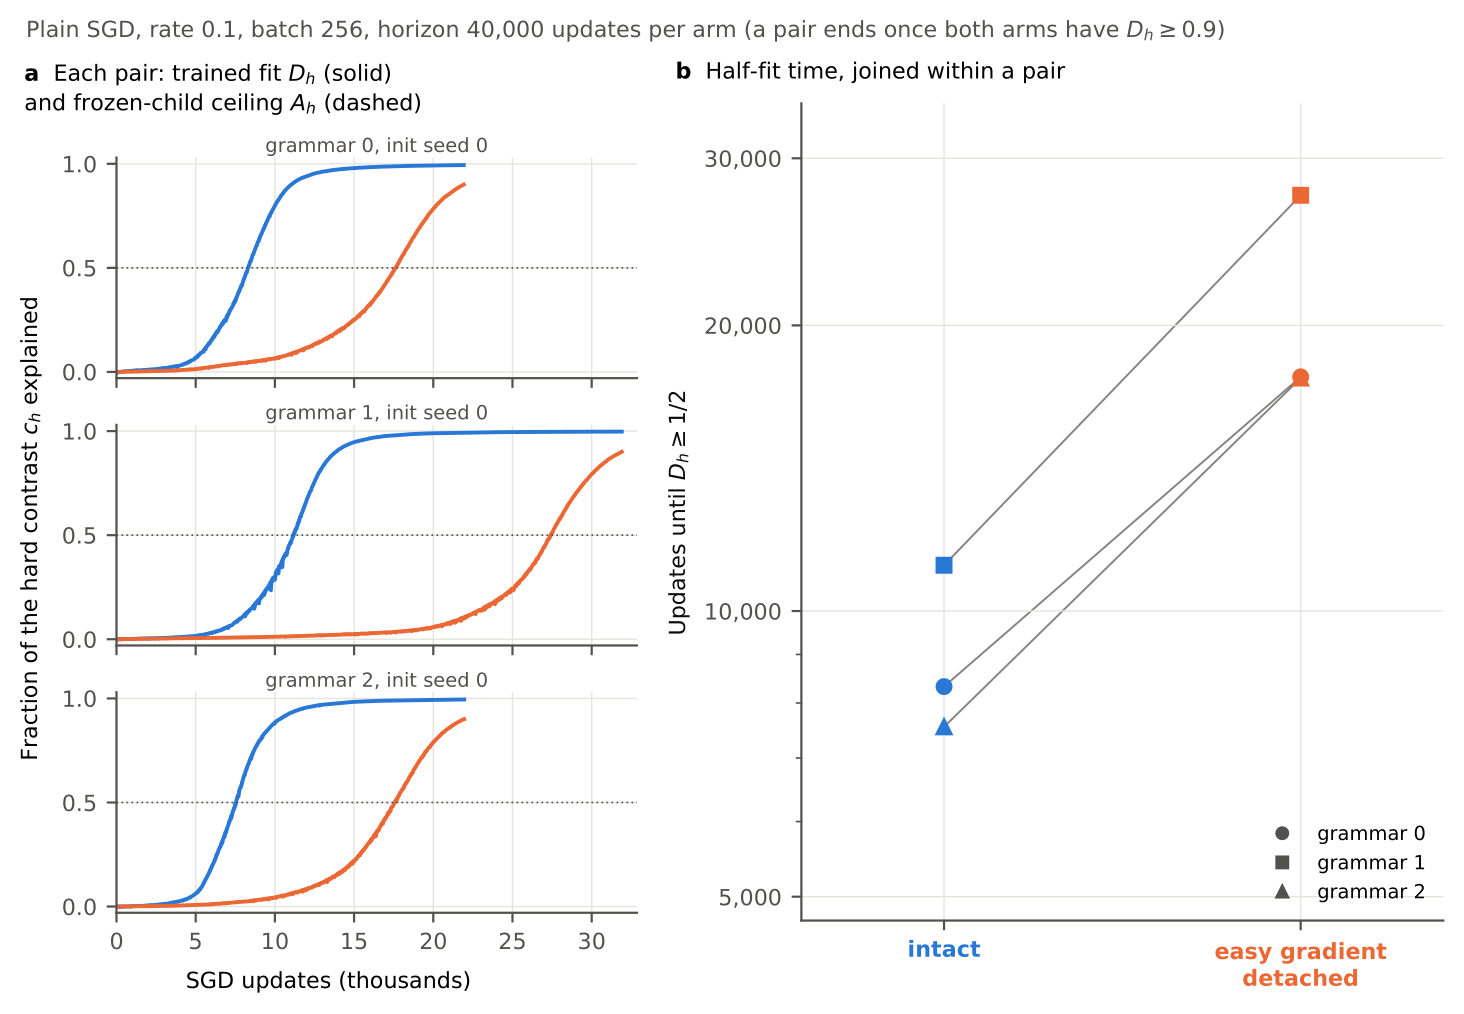 Plain SGD, rate 0.1, batch 256, horizon 40,000 updates per arm (a pair ends once both arms have Dₕ ≥ 0.9)
a Each pair: trained fit Dₕ (solid)
and frozen-child ceiling Aₕ (dashed)
Fraction of the hard contrast cₕ explained
grammar 0, init seed 0
1.0
0.5
0.0
grammar 1, init seed 0
1.0
0.5
0.0
grammar 2, init seed 0
1.0
0.5
0.0
0 5 10 15 20 25 30
SGD updates (thousands)
b Half-fit time, joined within a pair
Updates until Dₕ ≥ 1/2
30,000
20,000
10,000
5,000
grammar 0
grammar 1
grammar 2
intact
easy gradient
detached